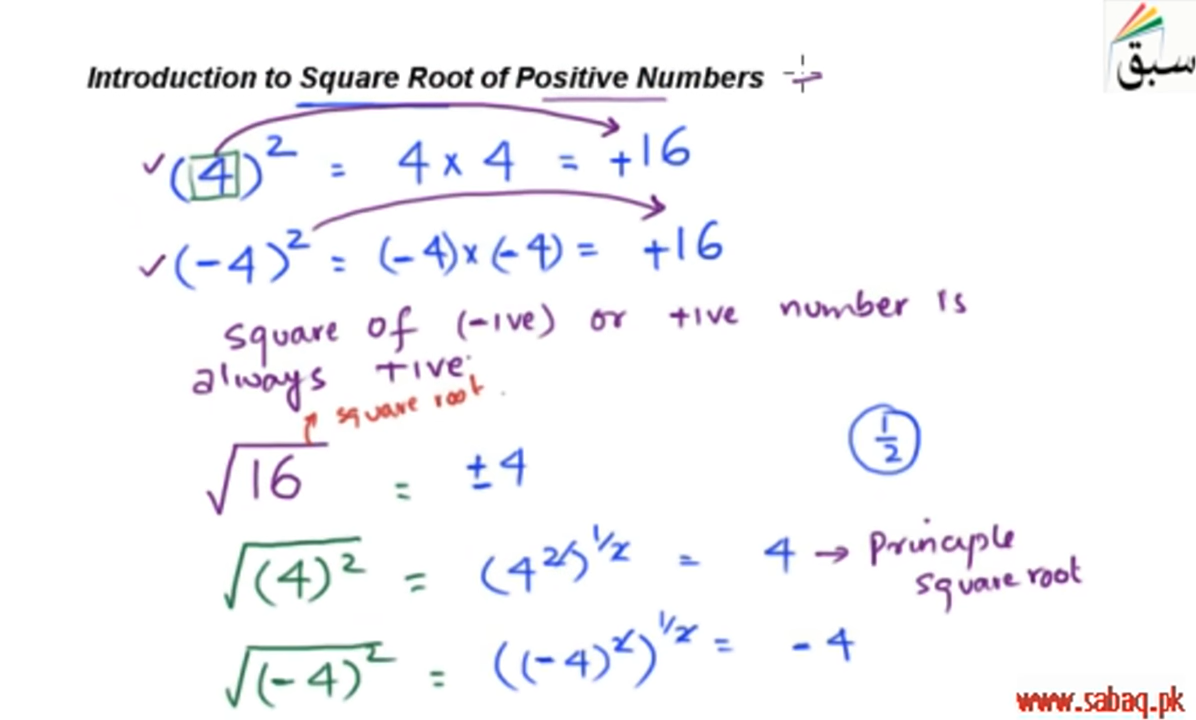 سبق
Introduction to Square Root of Positive Numbers
✓(4)² = 4 × 4 = +16
✓(-4)² = (-4)×(-4) = +16
square of (-ive) or +ive number is
always +ive.
square root
√16 = ±4
1/2
√(4)² = (4²)^1/2 = 4 → Principle
square root
√(-4)² = ((-4)²)^1/2 = -4
www.sabaq.pk